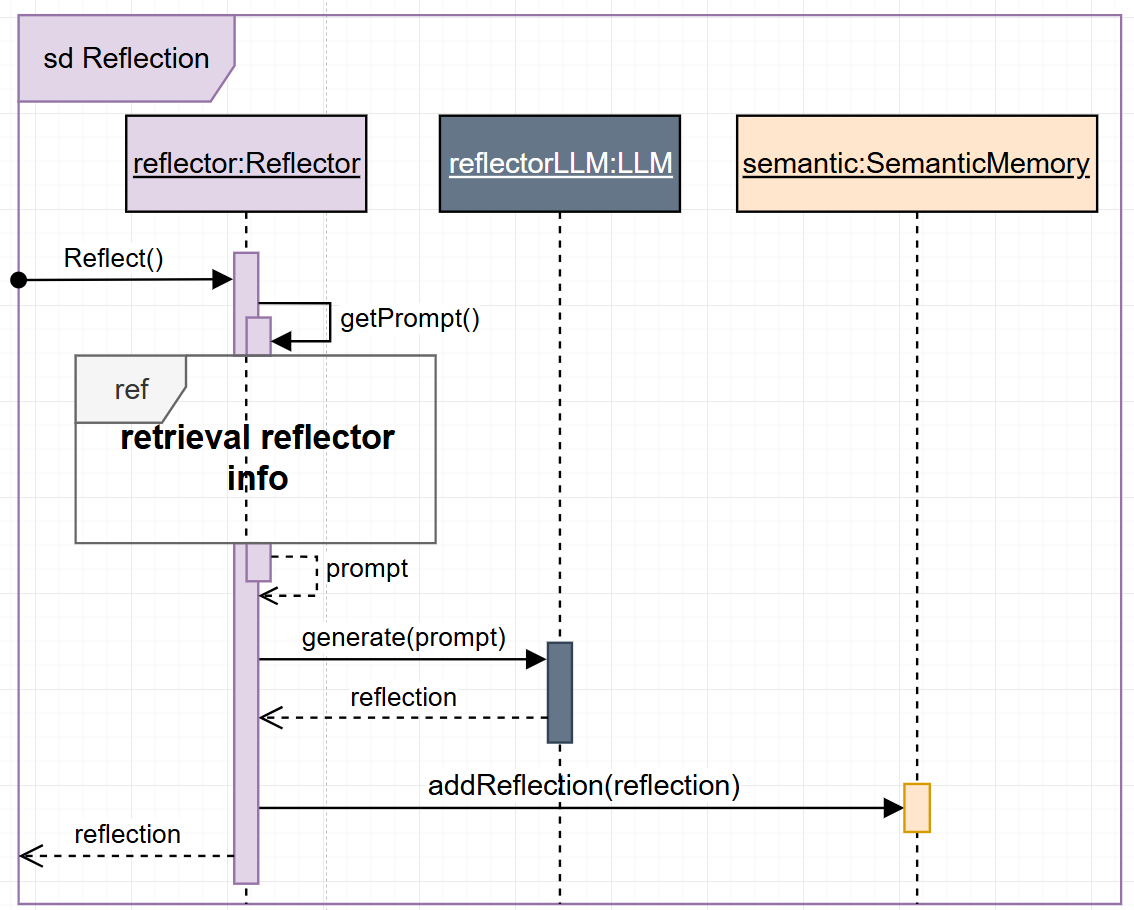 sd Reflection
reflector:Reflector
reflectorLLM:LLM
semantic:SemanticMemory
Reflect()
getPrompt()
ref
retrieval reflector
info
prompt
generate(prompt)
reflection
addReflection(reflection)
reflection